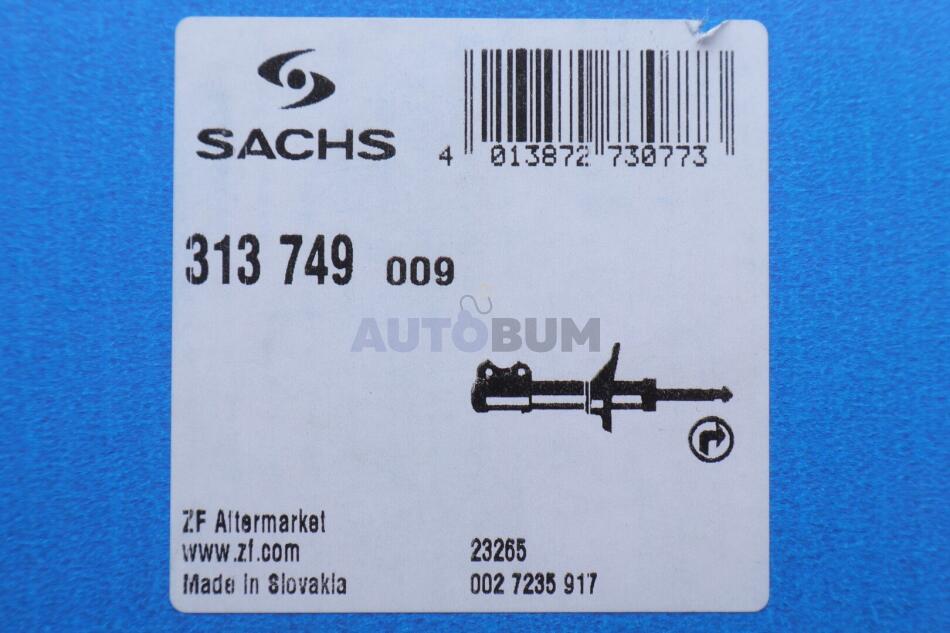 SACHS
4 013872 730773
313 749 009
AUTOBUM
ZF Aftermarket
www.zf.com
Made in Slovakia
23265
002 7235 917